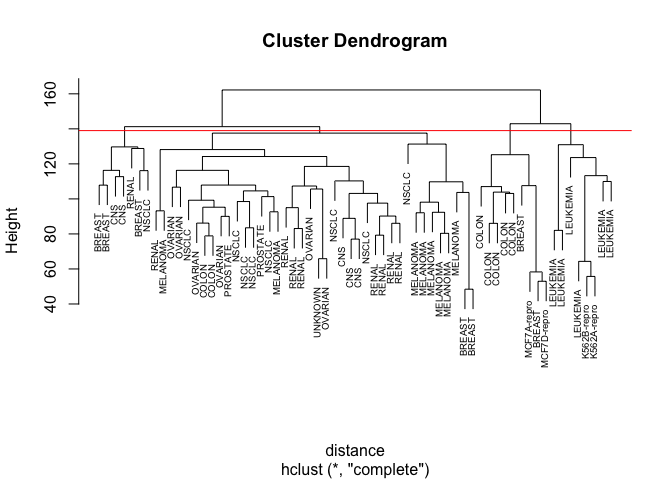 Cluster Dendrogram
Height
160
120
80
60
40
BREAST
BREAST
CNS
CNS
RENAL
BREAST
NSCLC
RENAL
MELANOMA
OVARIAN
OVARIAN
NSCLC
OVARIAN
COLON
COLON
OVARIAN
PROSTATE
NSCLC
NSCLC
NSCLC
PROSTATE
NSCLC
MELANOMA
RENAL
RENAL
RENAL
OVARIAN
UNKNOWN
OVARIAN
NSCLC
CNS
CNS
CNS
NSCLC
RENAL
RENAL
RENAL
RENAL
NSCLC
MELANOMA
MELANOMA
MELANOMA
MELANOMA
MELANOMA
MELANOMA
BREAST
BREAST
COLON
COLON
COLON
COLON
COLON
BREAST
MCF7A-repro
BREAST
MCF7D-repro
LEUKEMIA
LEUKEMIA
LEUKEMIA
LEUKEMIA
K562B-repro
K562A-repro
LEUKEMIA
LEUKEMIA
distance
hclust (*, "complete")